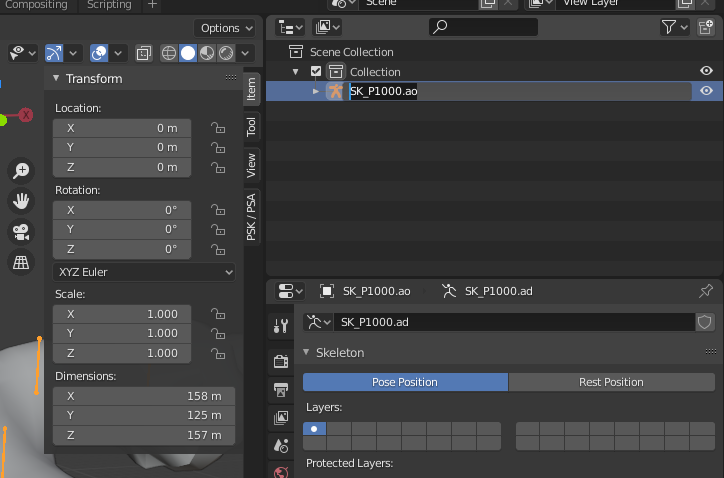 Compositing
Scripting
+
Scene
View Layer
Options
Transform
Location:
X 0 m
Y 0 m
Z 0 m
Rotation:
X 0°
Y 0°
Z 0°
XYZ Euler
Scale:
X 1.000
Y 1.000
Z 1.000
Dimensions:
X 158 m
Y 125 m
Z 157 m
Item
Tool
View
PSK / PSA
X
Scene Collection
Collection
SK_P1000.ao
SK_P1000.ao
SK_P1000.ad
SK_P1000.ad
Skeleton
Pose Position
Rest Position
Layers:
Protected Layers: